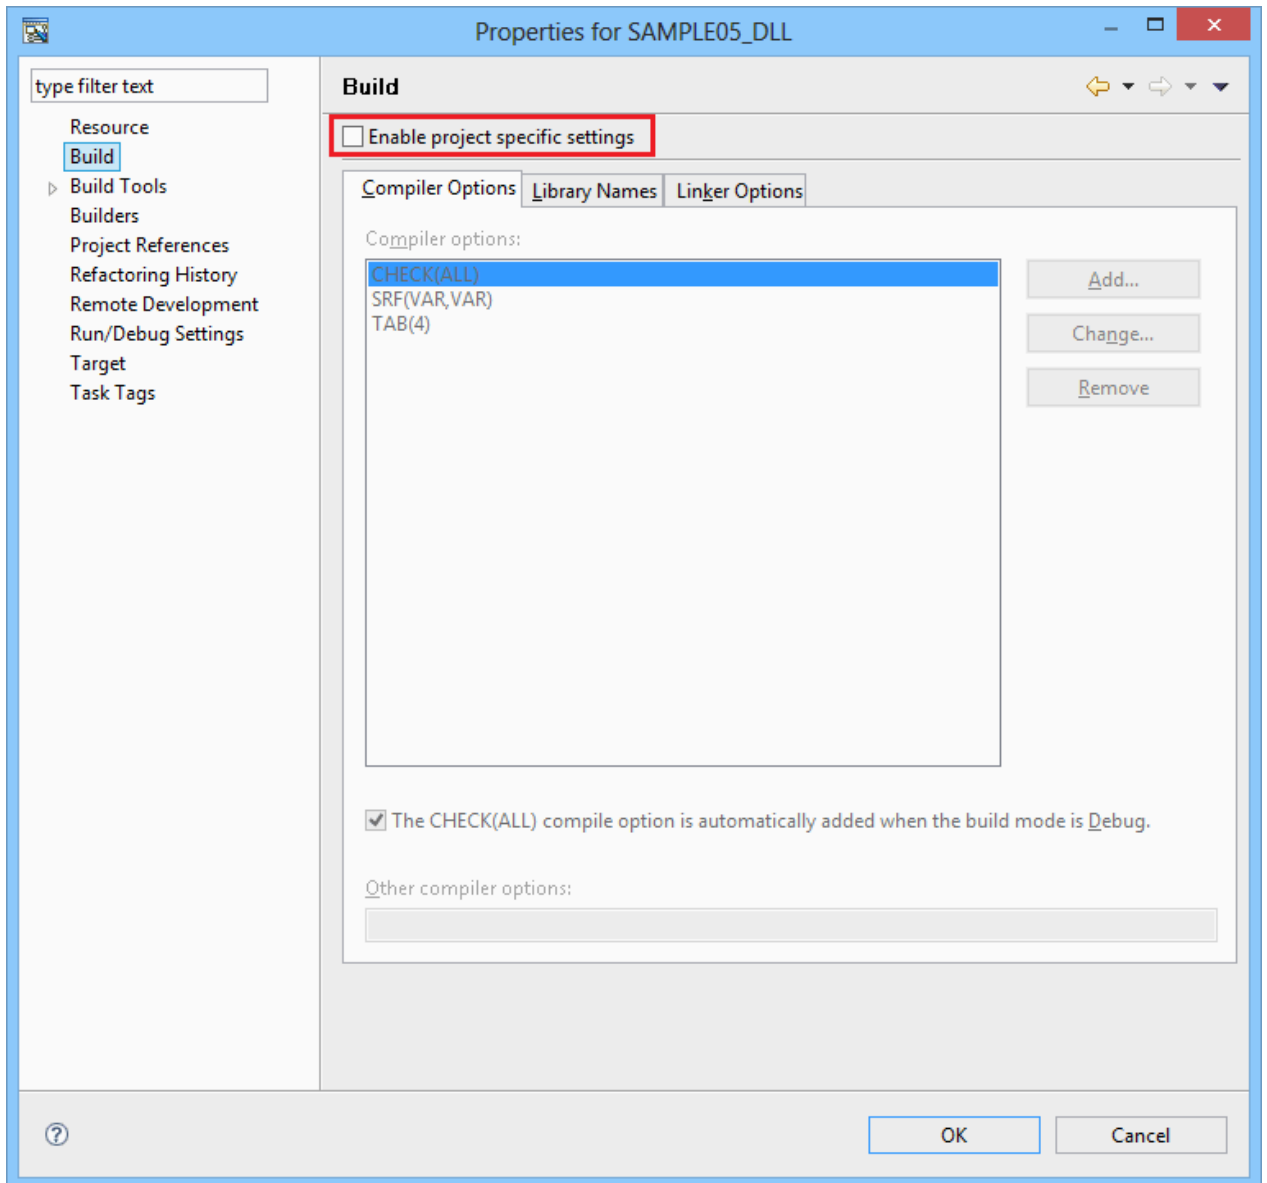 Properties for SAMPLE05_DLL
type filter text
Resource
Build
Build Tools
Builders
Project References
Refactoring History
Remote Development
Run/Debug Settings
Target
Task Tags
Build
Enable project specific settings
Compiler Options Library Names Linker Options
Compiler options:
CHECK(ALL)
SRF(VAR,VAR)
TAB(4)
Add...
Change...
Remove
The CHECK(ALL) compile option is automatically added when the build mode is Debug.
Other compiler options:
OK Cancel